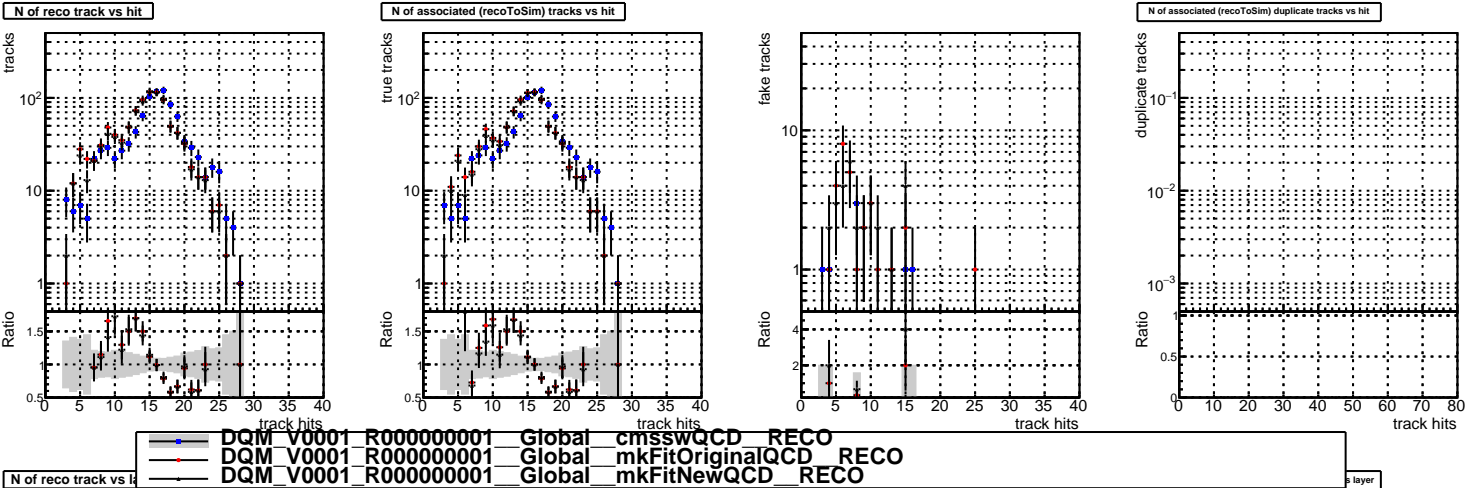 N of reco track vs hit
N of associated (recoToSim) tracks vs hit
N of associated (recoToSim) duplicate tracks vs hit
tracks
10²
10
1
Ratio
1.5
1
0.5
0 5 10 15 20 25 30 35 40
track hits
true tracks
10²
10
1
Ratio
1.5
1
0.5
0 5 10 15 20 25 30 35 40
track hits
fake tracks
10
1
Ratio
4
2
0 5 10 15 20 25 30 35 40
track hits
duplicate tracks
10⁻¹
10⁻²
10⁻³
Ratio
1
0.5
0
0 10 20 30 40 50 60 70 80
track hits
DQM_V0001_R000000001__Global__cmsswQCD__RECO
DQM_V0001_R000000001__Global__mkFitOriginalQCD__RECO
DQM_V0001_R000000001__Global__mkFitNewQCD__RECO
N of reco track vs la
s layer